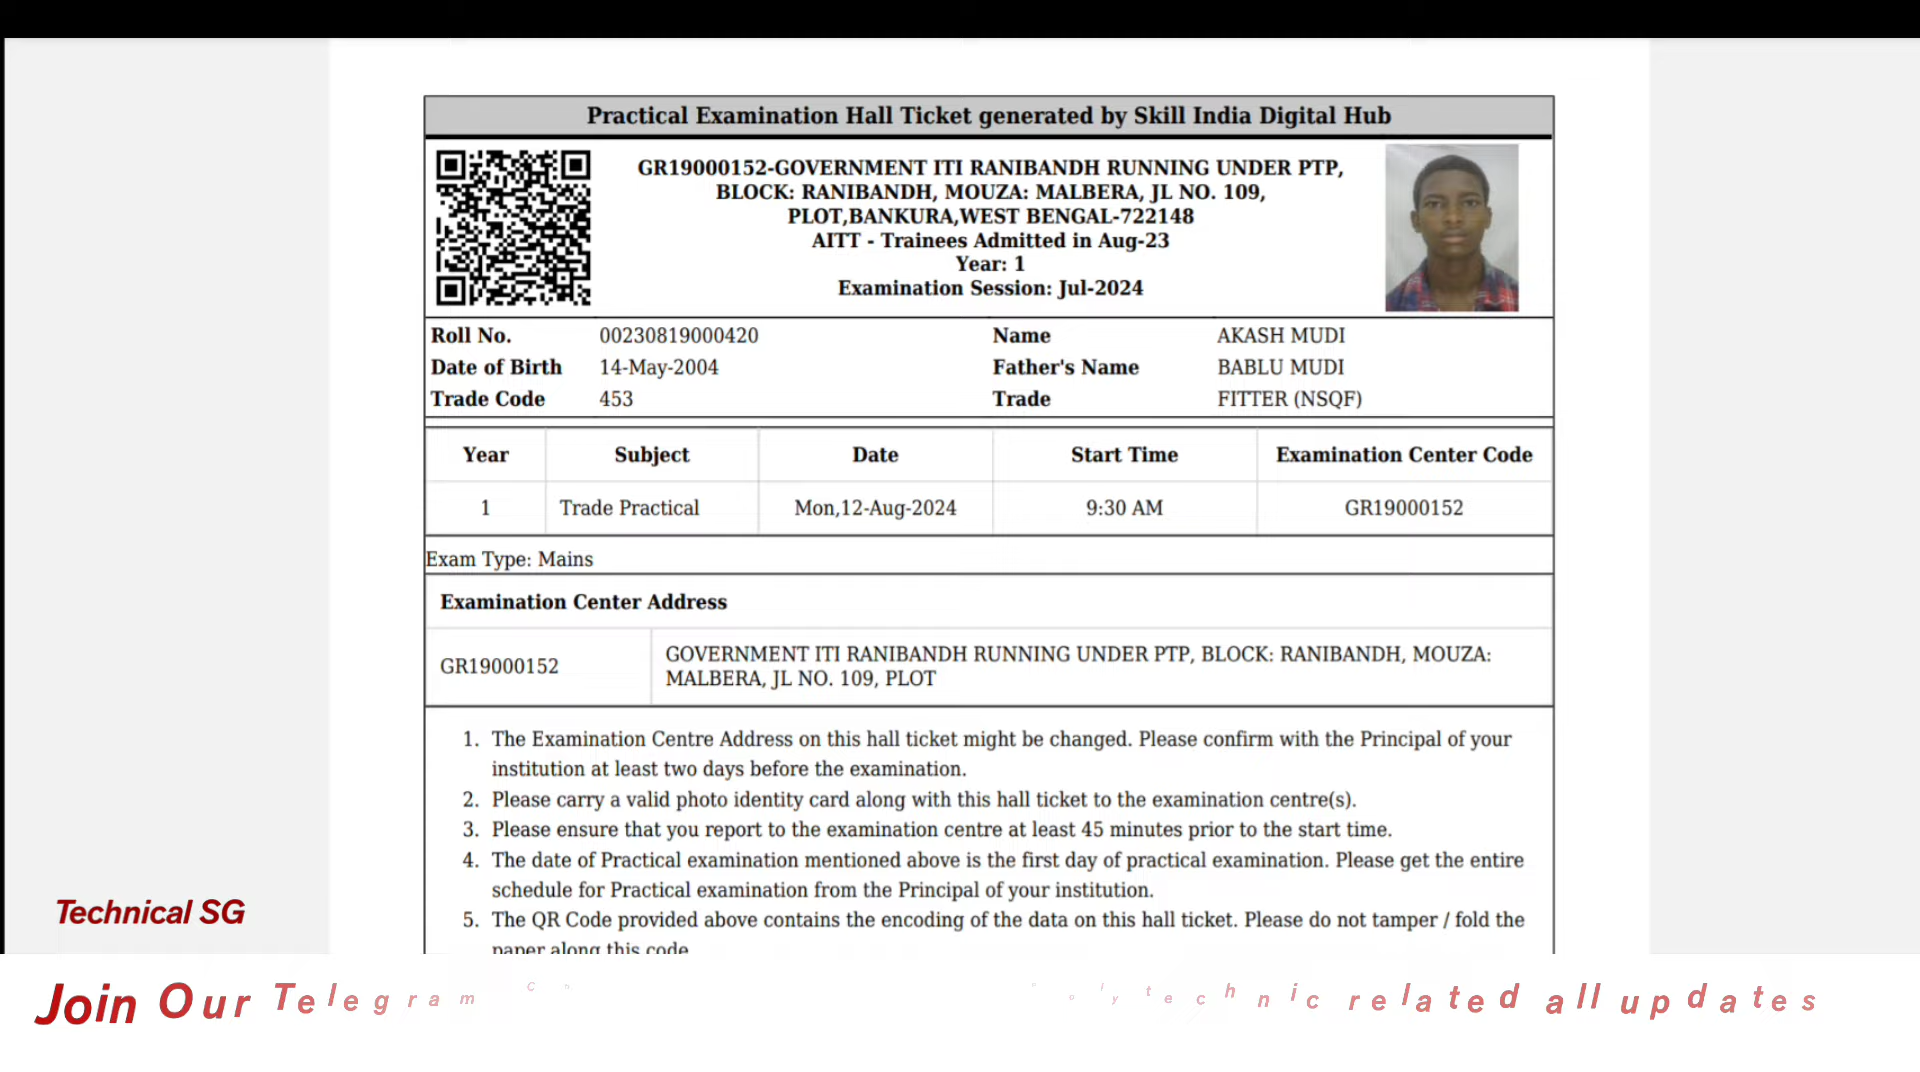 Practical Examination Hall Ticket generated by Skill India Digital Hub
GR19000152-GOVERNMENT ITI RANIBANDH RUNNING UNDER PTP,
BLOCK: RANIBANDH, MOUZA: MALBERA, JL NO. 109,
PLOT,BANKURA,WEST BENGAL-722148
AITT - Trainees Admitted in Aug-23
Year: 1
Examination Session: Jul-2024
Roll No. 00230819000420 Name AKASH MUDI
Date of Birth 14-May-2004 Father's Name BABLU MUDI
Trade Code 453 Trade FITTER (NSQF)
Year Subject Date Start Time Examination Center Code
1 Trade Practical Mon,12-Aug-2024 9:30 AM GR19000152
Exam Type: Mains
Examination Center Address
GR19000152 GOVERNMENT ITI RANIBANDH RUNNING UNDER PTP, BLOCK: RANIBANDH, MOUZA:
MALBERA, JL NO. 109, PLOT
1. The Examination Centre Address on this hall ticket might be changed. Please confirm with the Principal of your
institution at least two days before the examination.
2. Please carry a valid photo identity card along with this hall ticket to the examination centre(s).
3. Please ensure that you report to the examination centre at least 45 minutes prior to the start time.
4. The date of Practical examination mentioned above is the first day of practical examination. Please get the entire
schedule for Practical examination from the Principal of your institution.
5. The QR Code provided above contains the encoding of the data on this hall ticket. Please do not tamper / fold the
paper along this code
Technical SG
Join Our Telegram related all updates